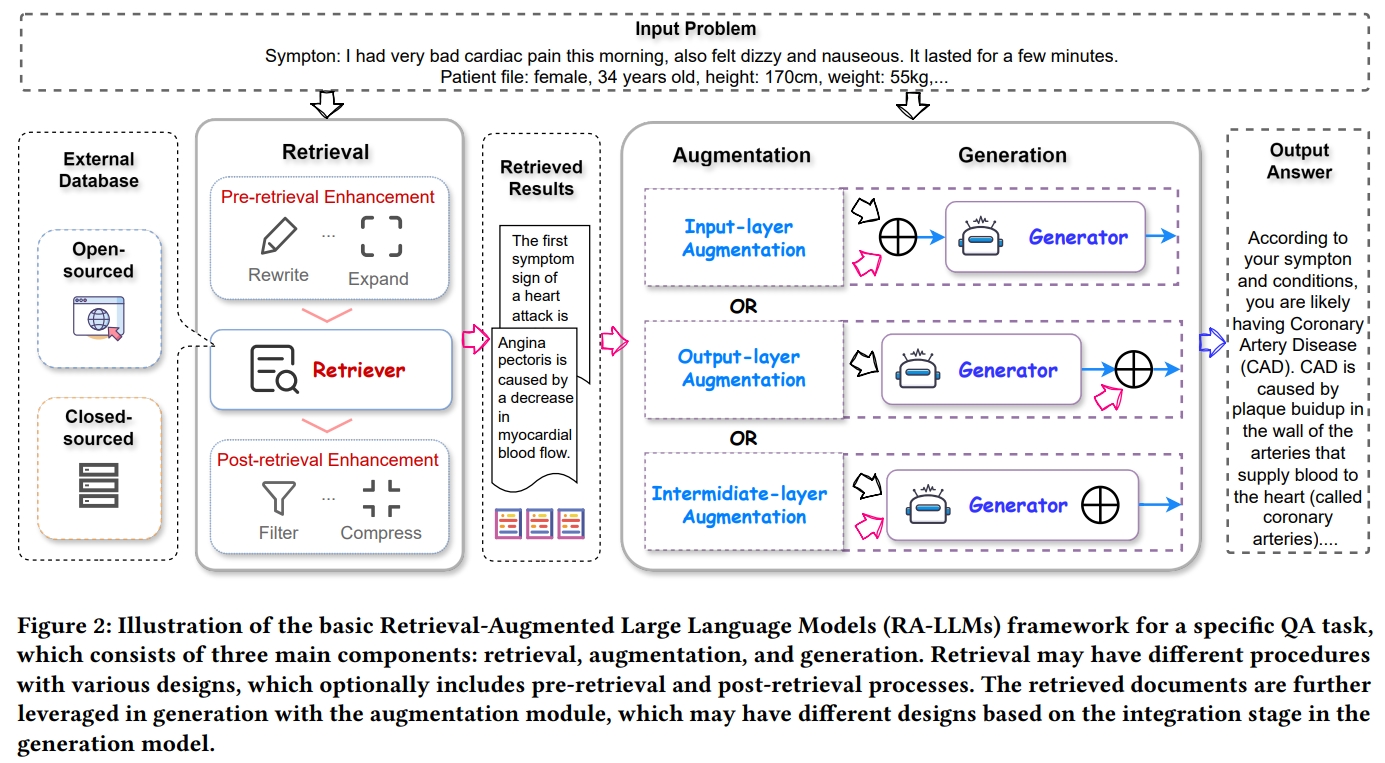 Input Problem
Sympton: I had very bad cardiac pain this morning, also felt dizzy and nauseous. It lasted for a few minutes.
Patient file: female, 34 years old, height: 170cm, weight: 55kg,...
External
Database
Open-
sourced
Closed-
sourced
Retrieval
Pre-retrieval Enhancement
...
Rewrite
Expand
Retriever
Post-retrieval Enhancement
...
Filter
Compress
Retrieved
Results
The first
symptom
sign of
a heart
attack is
Angina
pectoris is
caused by
a decrease
in
myocardial
blood flow.
Augmentation
Generation
Input-layer
Augmentation
Generator
OR
Output-layer
Augmentation
Generator
OR
Intermidiate-layer
Augmentation
Generator
Output
Answer
According to
your sympton
and conditions,
you are likely
having Coronary
Artery Disease
(CAD). CAD is
caused by
plaque buidup in
the wall of the
arteries that
supply blood to
the heart (called
coronary
arteries)....
Figure 2: Illustration of the basic Retrieval-Augmented Large Language Models (RA-LLMs) framework for a specific QA task,
which consists of three main components: retrieval, augmentation, and generation. Retrieval may have different procedures
with various designs, which optionally includes pre-retrieval and post-retrieval processes. The retrieved documents are further
leveraged in generation with the augmentation module, which may have different designs based on the integration stage in the
generation model.